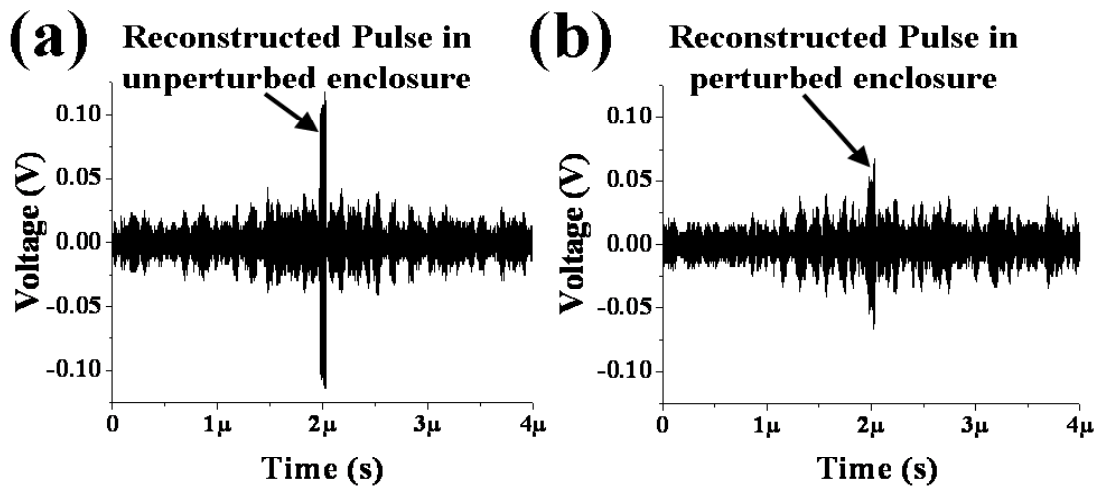 (a)
Reconstructed Pulse in
unperturbed enclosure
Voltage (V)
0.10
0.05
0.00
-0.05
-0.10
0
1μ
2μ
3μ
4μ
Time (s)
(b)
Reconstructed Pulse in
perturbed enclosure
Voltage (V)
0.10
0.05
0.00
-0.05
-0.10
0
1μ
2μ
3μ
4μ
Time (s)